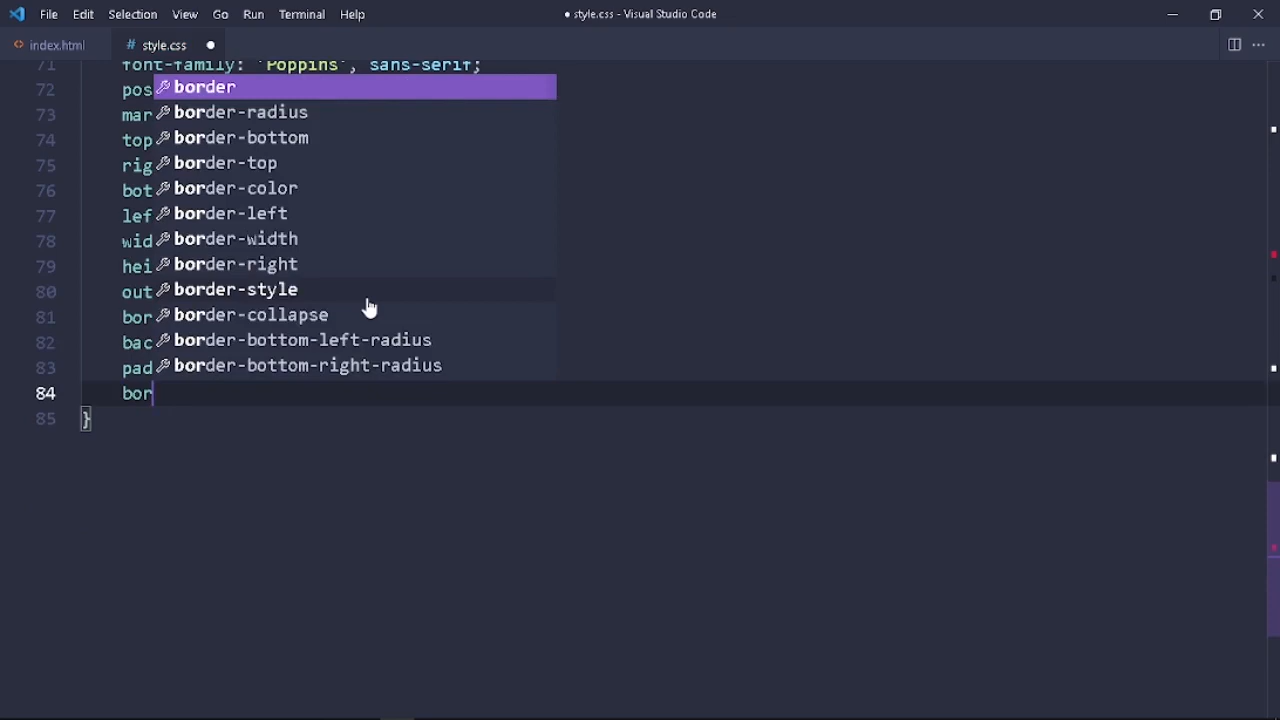 File Edit Selection View Go Run Terminal Help ● style.css - Visual Studio Code
index.html # style.css ●
71 font-family: 'Poppins', sans-serif;
72 pos border
73 mar border-radius
74 top border-bottom
75 rig border-top
76 bot border-color
77 lef border-left
78 wid border-width
79 hei border-right
80 out border-style
81 bor border-collapse
82 bac border-bottom-left-radius
83 pad border-bottom-right-radius
84 bor
85 }